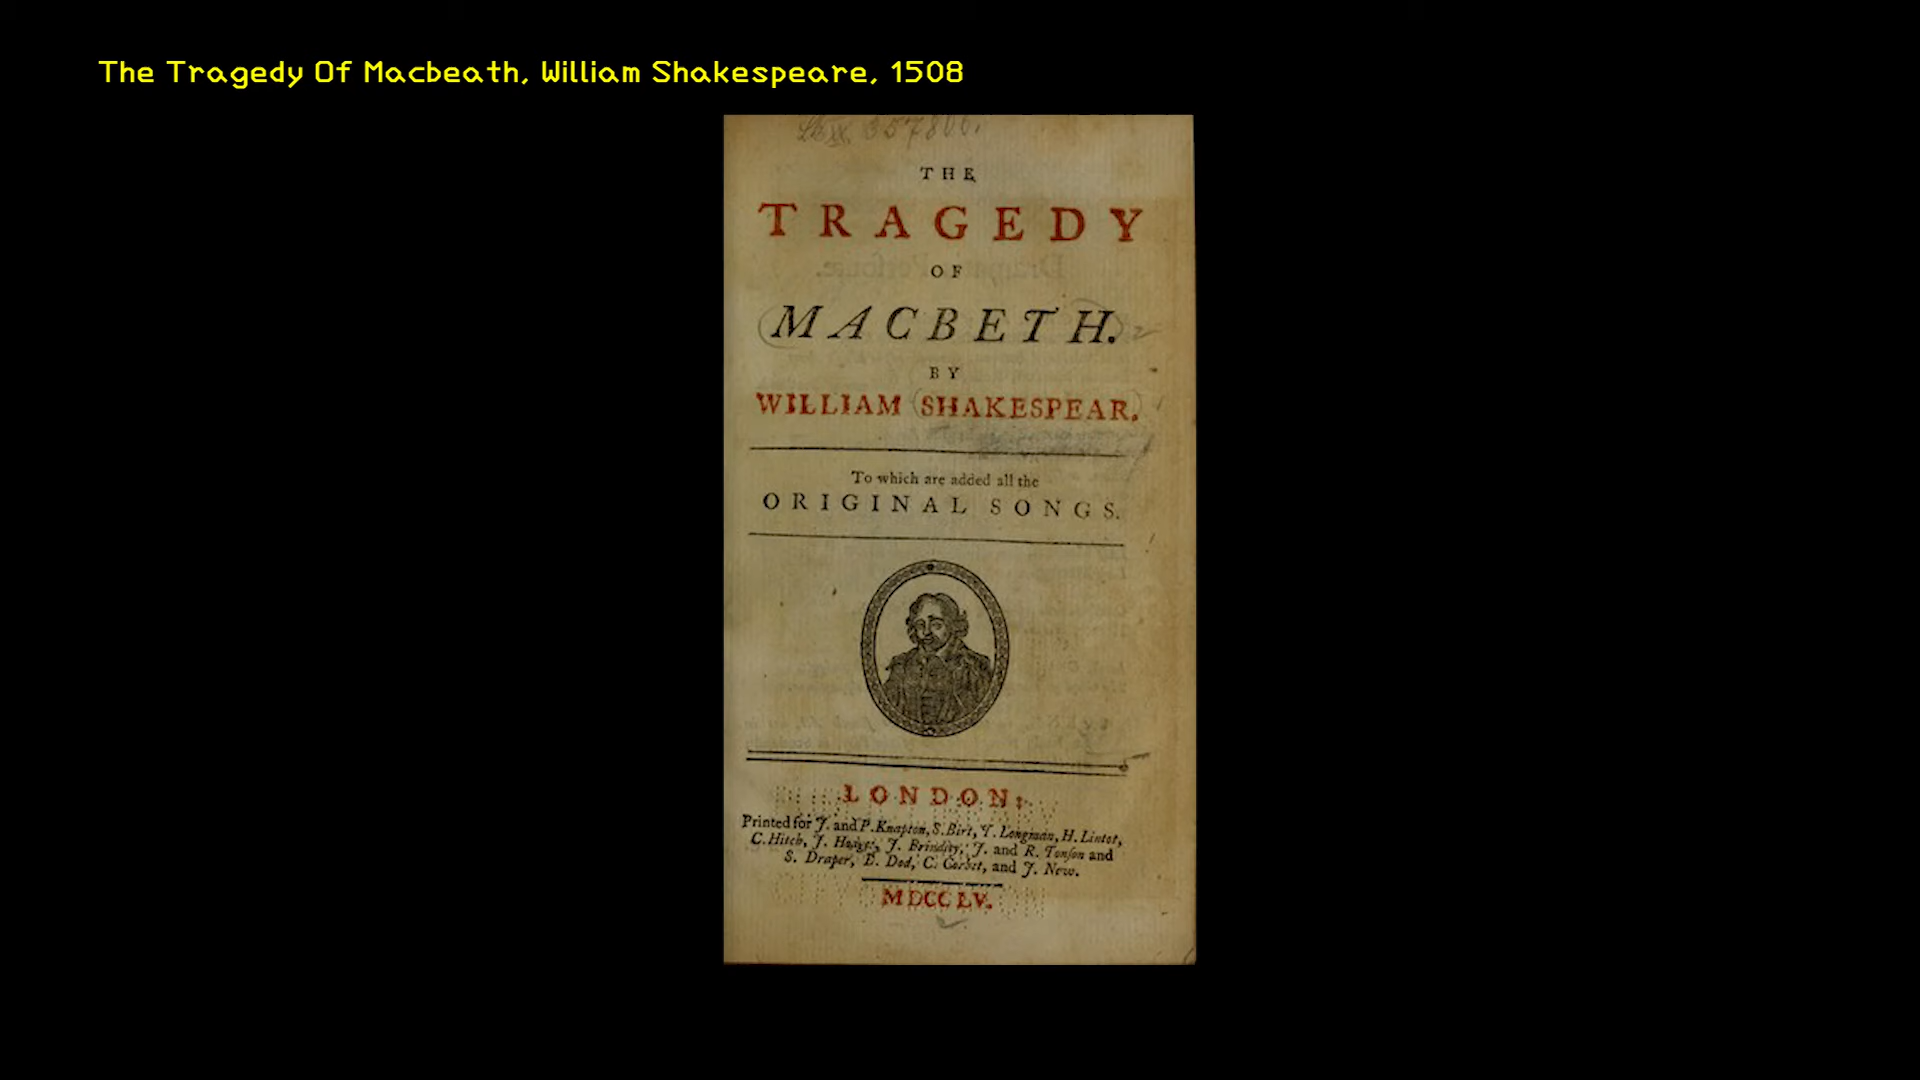 The Tragedy Of Macbeath, William Shakespeare, 1508
THE
TRAGEDY
OF
MACBETH.
BY
WILLIAM SHAKESPEAR.
To which are added all the
ORIGINAL SONGS.
LONDON:
Printed for J. and P. Knapton, S. Birt, T. Longman, H. Lintot,
C. Hitch, J. Hodges, J. Brindley, J. and R. Tonson and
S. Draper, B. Dod, C. Corbet, and J. New.
MDCCLV.